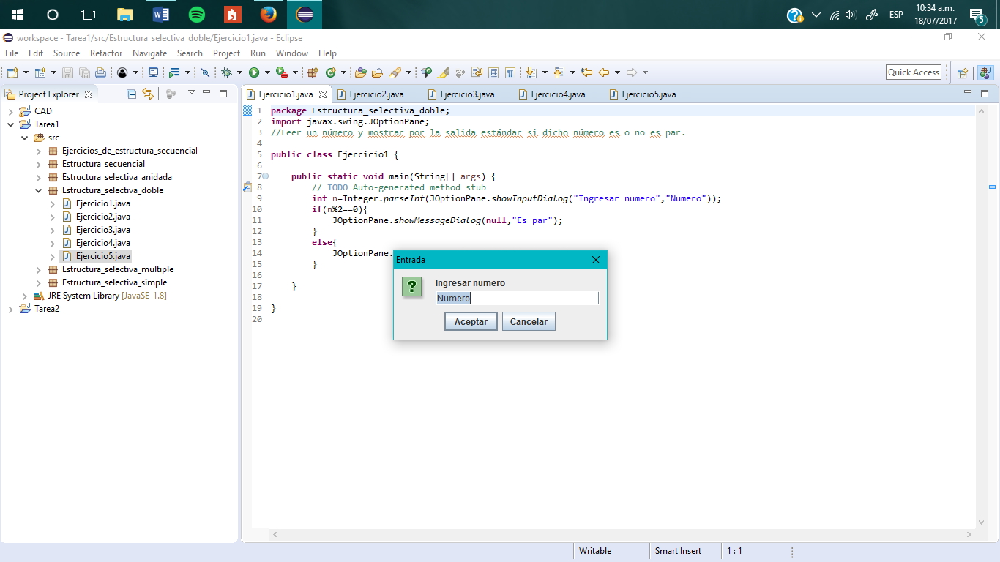 10:34 a.m.
ESP
18/07/2017
5
workspace - Tarea1/src/Estructura_selectiva_doble/Ejercicio1.java - Eclipse
File Edit Source Refactor Navigate Search Project Run Window Help
Quick Access
Project Explorer
Ejercicio1.java Ejercicio2.java Ejercicio3.java Ejercicio4.java Ejercicio5.java
CAD
Tarea1
src
Ejercicios_de_estructura_secuencial
Estructura_secuencial
Estructura_selectiva_anidada
Estructura_selectiva_doble
Ejercicio1.java
Ejercicio2.java
Ejercicio3.java
Ejercicio4.java
Ejercicio5.java
Estructura_selectiva_multiple
Estructura_selectiva_simple
JRE System Library [JavaSE-1.8]
Tarea2
1 package Estructura_selectiva_doble;
2 import javax.swing.JOptionPane;
3 //Leer un número y mostrar por la salida estándar si dicho número es o no es par.
4
5 public class Ejercicio1 {
6
7 public static void main(String[] args) {
8 // TODO Auto-generated method stub
9 int n=Integer.parseInt(JOptionPane.showInputDialog("Ingresar numero","Numero"));
10 if(n%2==0){
11 JOptionPane.showMessageDialog(null,"Es par");
12 }
13 else{
14 JOptionPane.
15 }
16
17 }
18
19 }
20
Entrada
Ingresar numero
Numero
Aceptar Cancelar
Writable Smart Insert 1 : 1